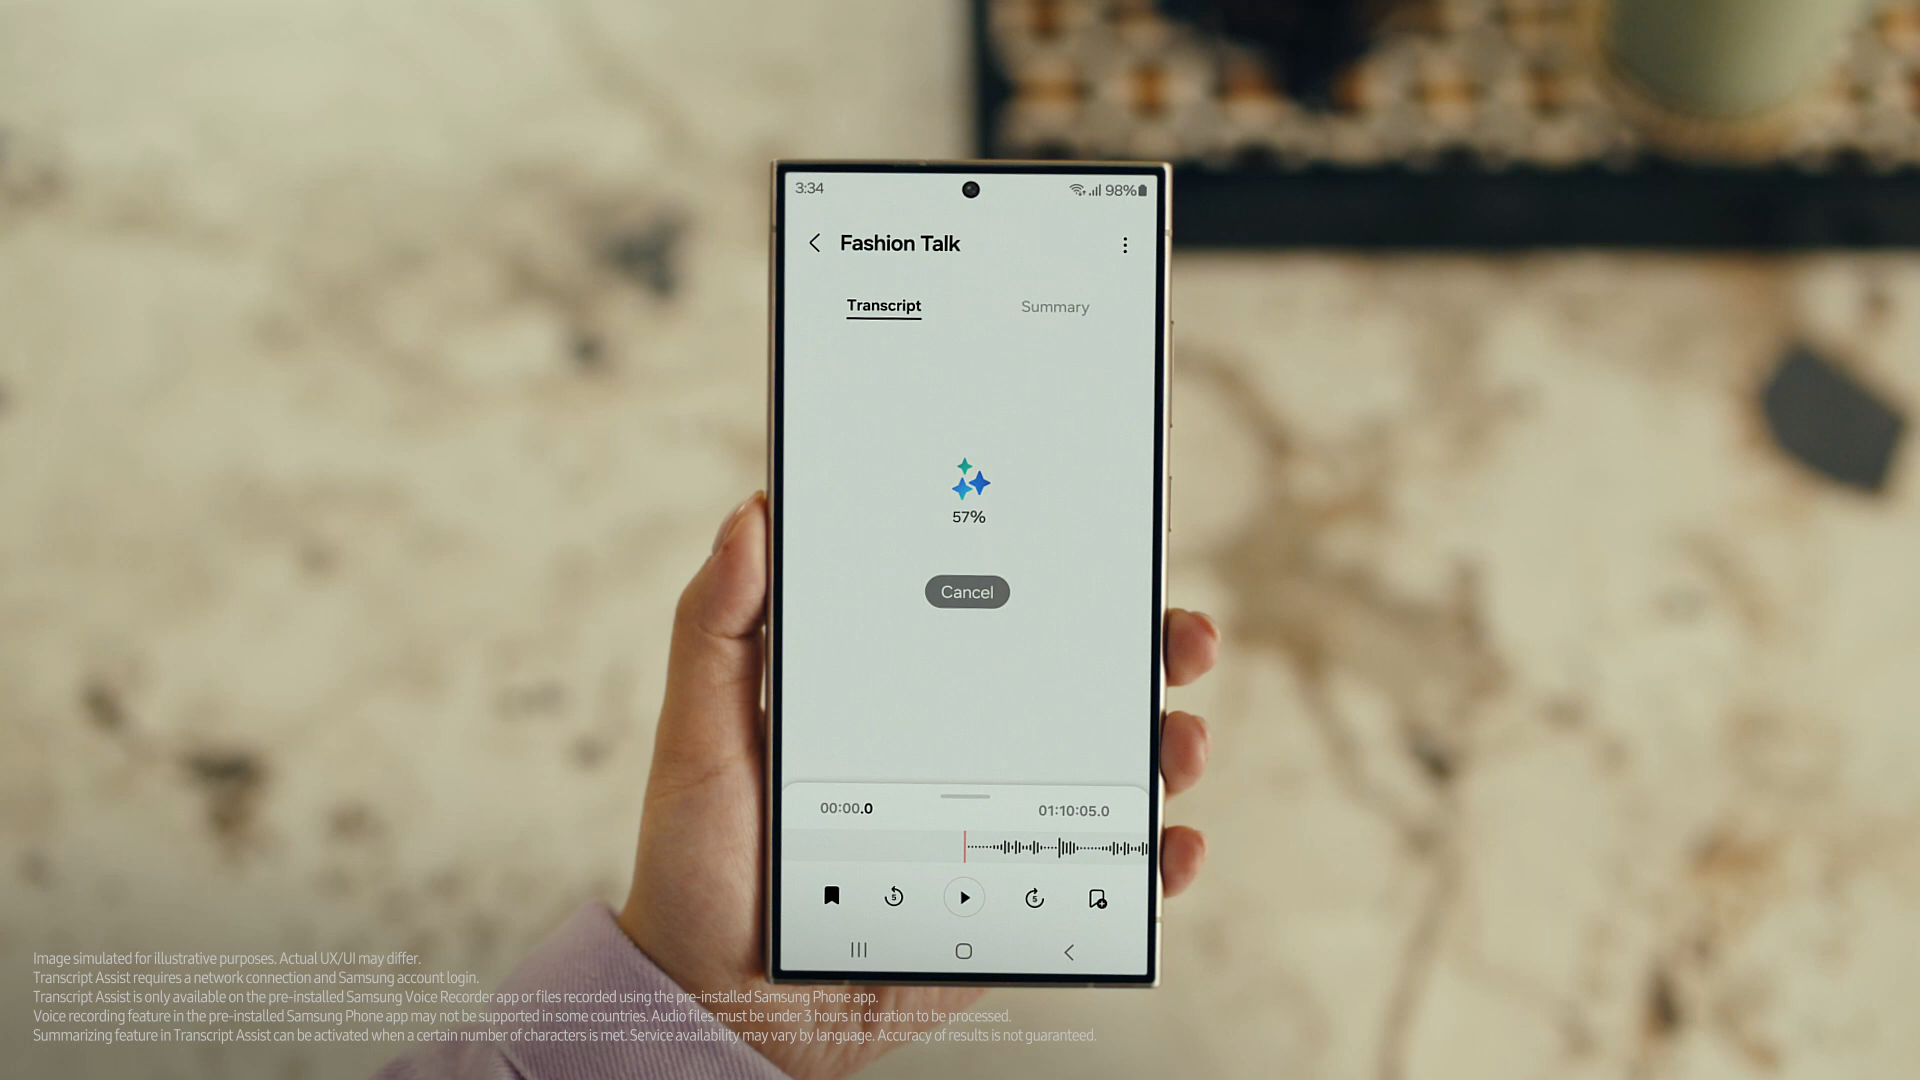 3:34
98%
Fashion Talk
Transcript
Summary
57%
Cancel
00:00.0
01:10:05.0
5
5
Image simulated for illustrative purposes. Actual UX/UI may differ.
Transcript Assist requires a network connection and Samsung account login.
Transcript Assist is only available on the pre-installed Samsung Voice Recorder app or files recorded using the pre-installed Samsung Phone app.
Voice recording feature in the pre-installed Samsung Phone app may not be supported in some countries. Audio files must be under 3 hours in duration to be processed.
Summarizing feature in Transcript Assist can be activated when a certain number of characters is met. Service availability may vary by language. Accuracy of results is not guaranteed.